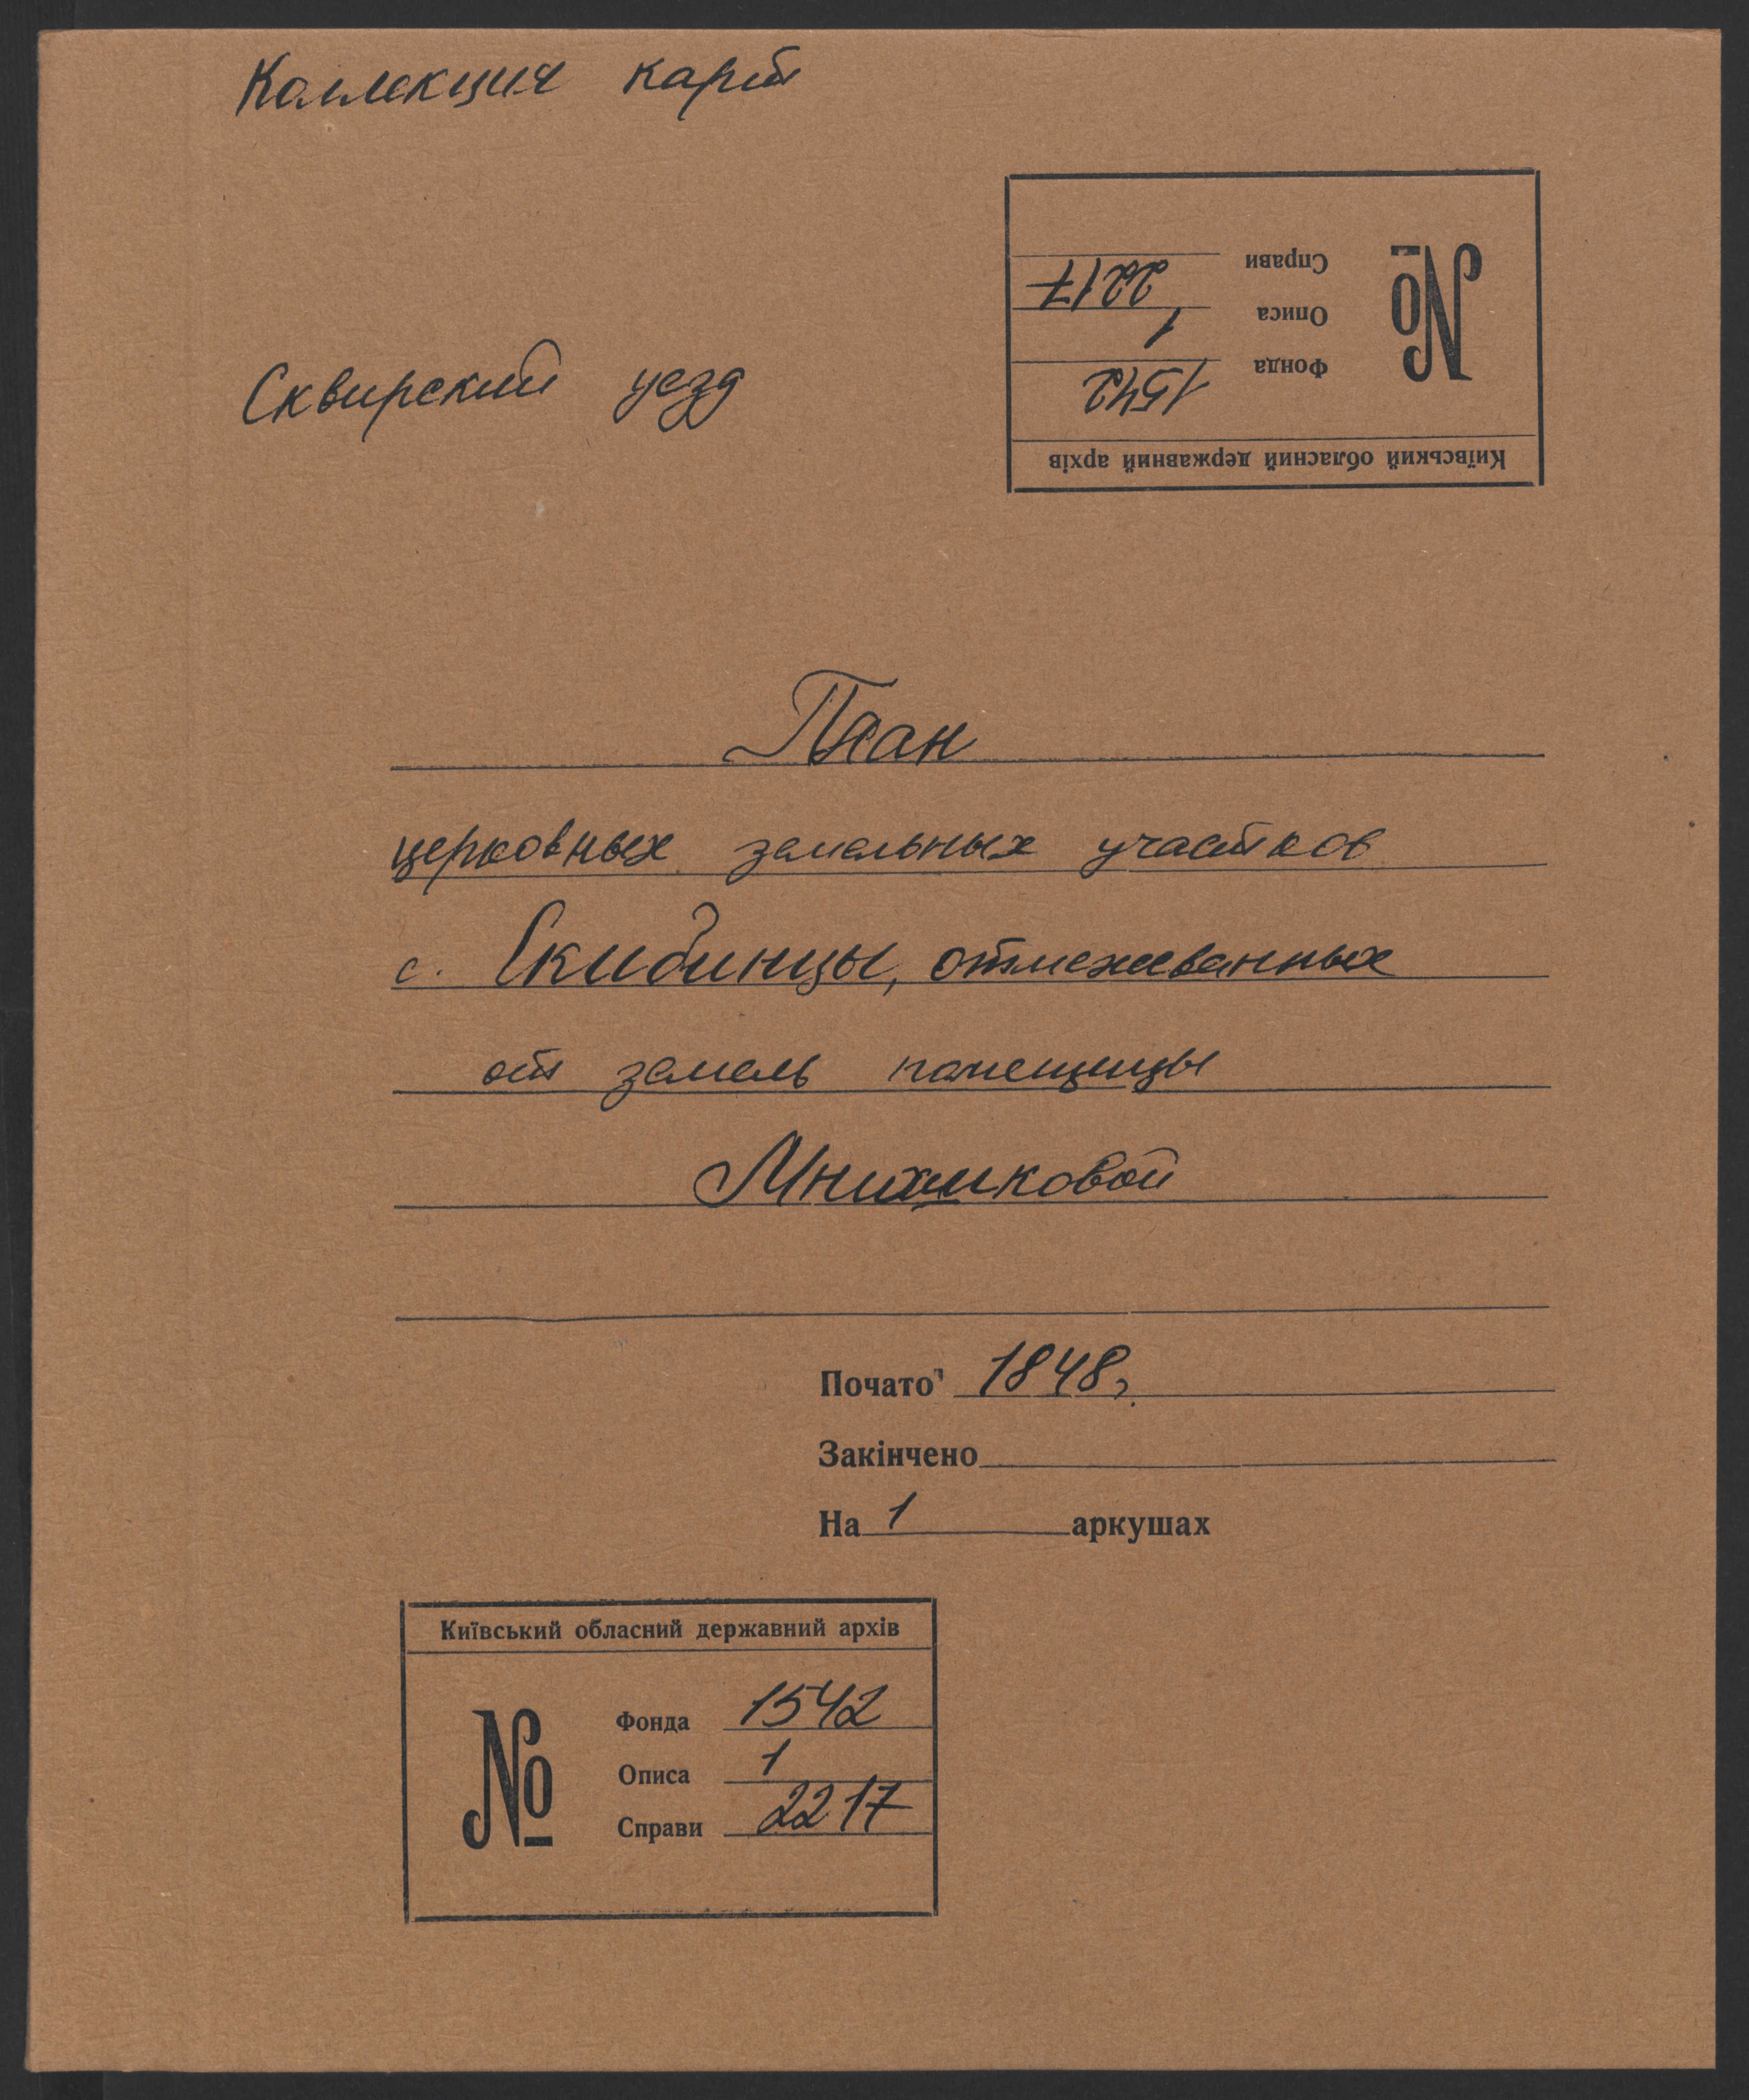 Коллекция карт
Справи 2217
Описа 1
Фонда 1542
№
Київський обласний державний архів
Сквирский уезд
План
церковных земельных участков
с. Скибинцы, отмежеванных
от земель помещицы
Почато 1848 г.
Закінчено
На 1 аркушах
Київський обласний державний архів
№
Фонда 1542
Описа 1
Справи 2217